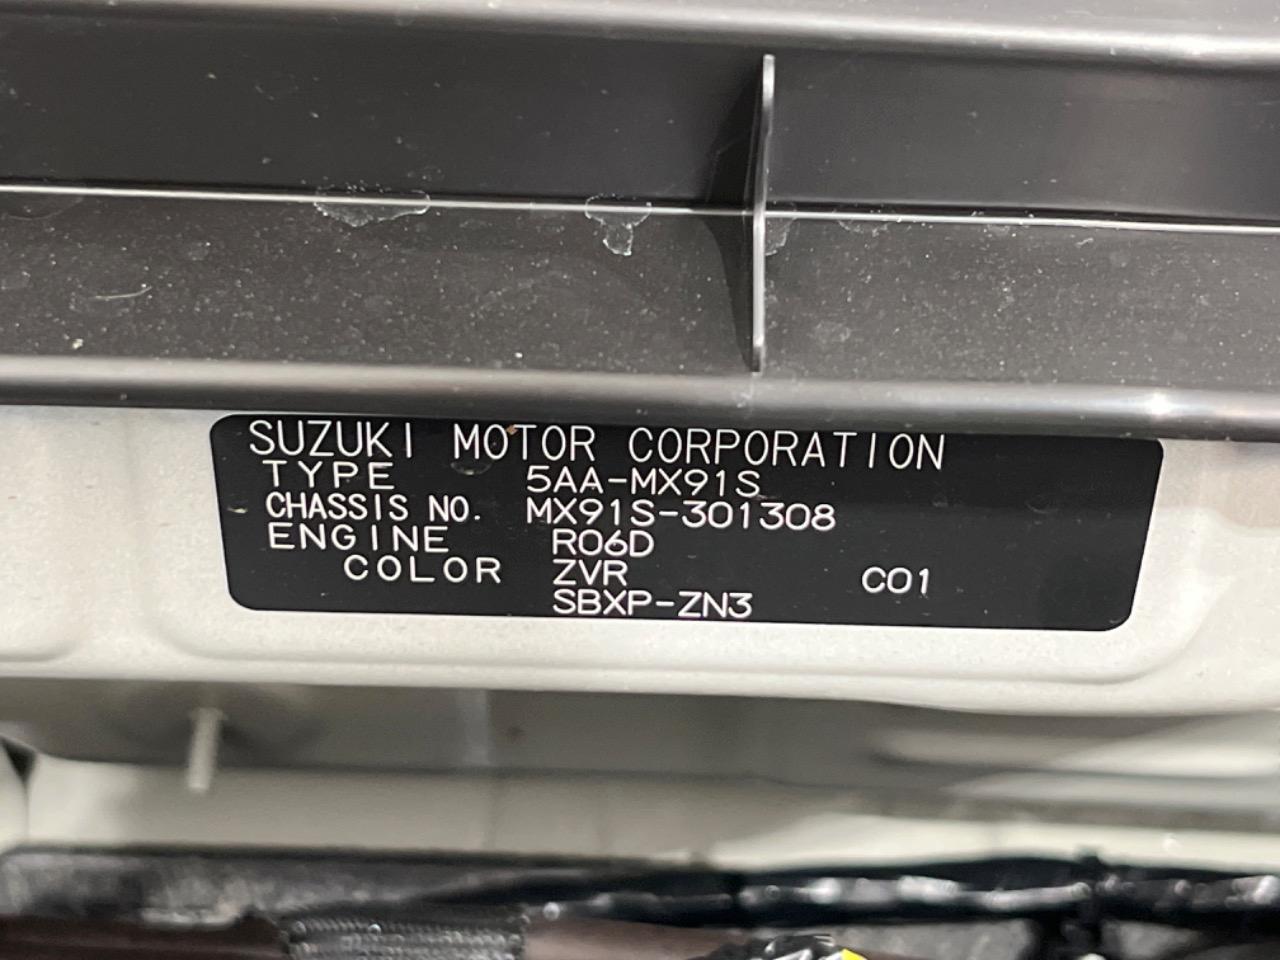 SUZUKI MOTOR CORPORATION
TYPE 5AA-MX91S
CHASSIS NO. MX91S-301308
ENGINE R06D
COLOR ZVR C01
SBXP-ZN3